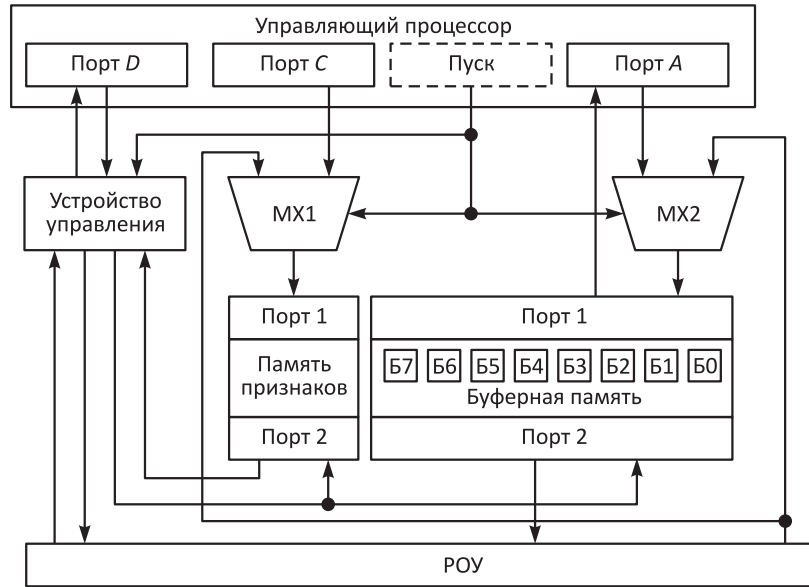 Управляющий процессор
Порт D
Порт C
Пуск
Порт A
Устройство
управления
MX1
MX2
Порт 1
Порт 1
Память
признаков
Б7 Б6 Б5 Б4 Б3 Б2 Б1 Б0
Буферная память
Порт 2
Порт 2
РОУ